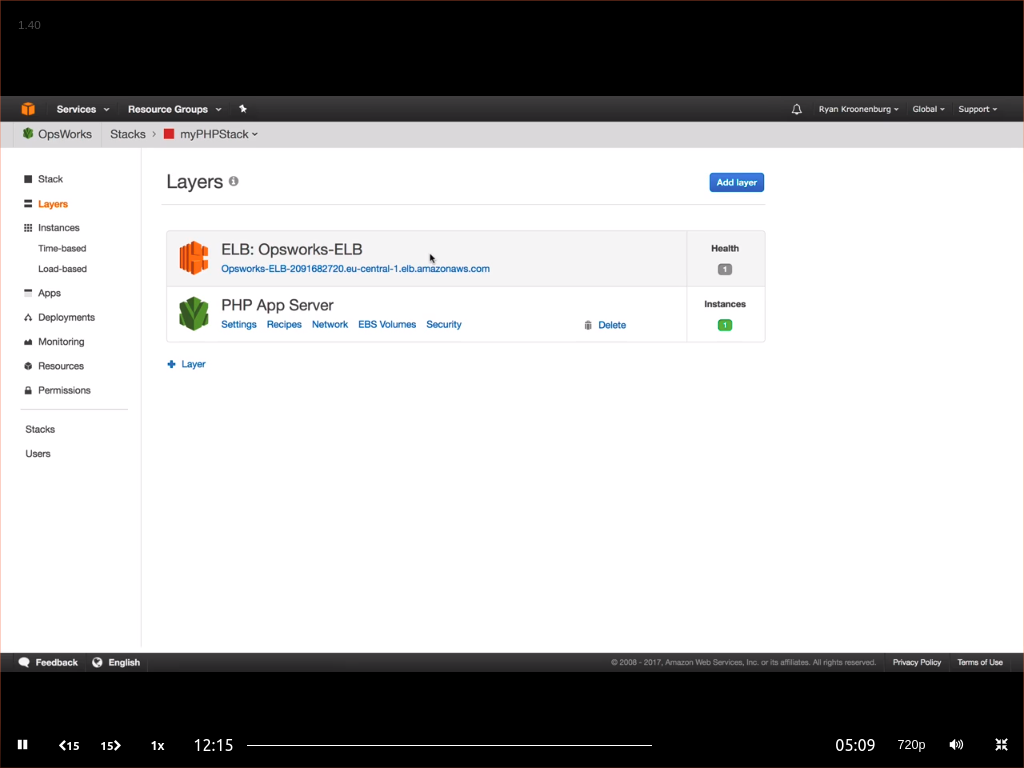 1.40
Services Resource Groups Ryan Kroonenburg Global Support
OpsWorks Stacks > myPHPStack
Stack
Layers
Instances
Time-based
Load-based
Apps
Deployments
Monitoring
Resources
Permissions
Stacks
Users
Layers i
Add layer
ELB: Opsworks-ELB
Opsworks-ELB-2091682720.eu-central-1.elb.amazonaws.com
Health
1
PHP App Server
Settings Recipes Network EBS Volumes Security Delete
Instances
1
+ Layer
Feedback English © 2008 - 2017, Amazon Web Services, Inc. or its affiliates. All rights reserved. Privacy Policy Terms of Use
<15 15> 1x 12:15 05:09 720p